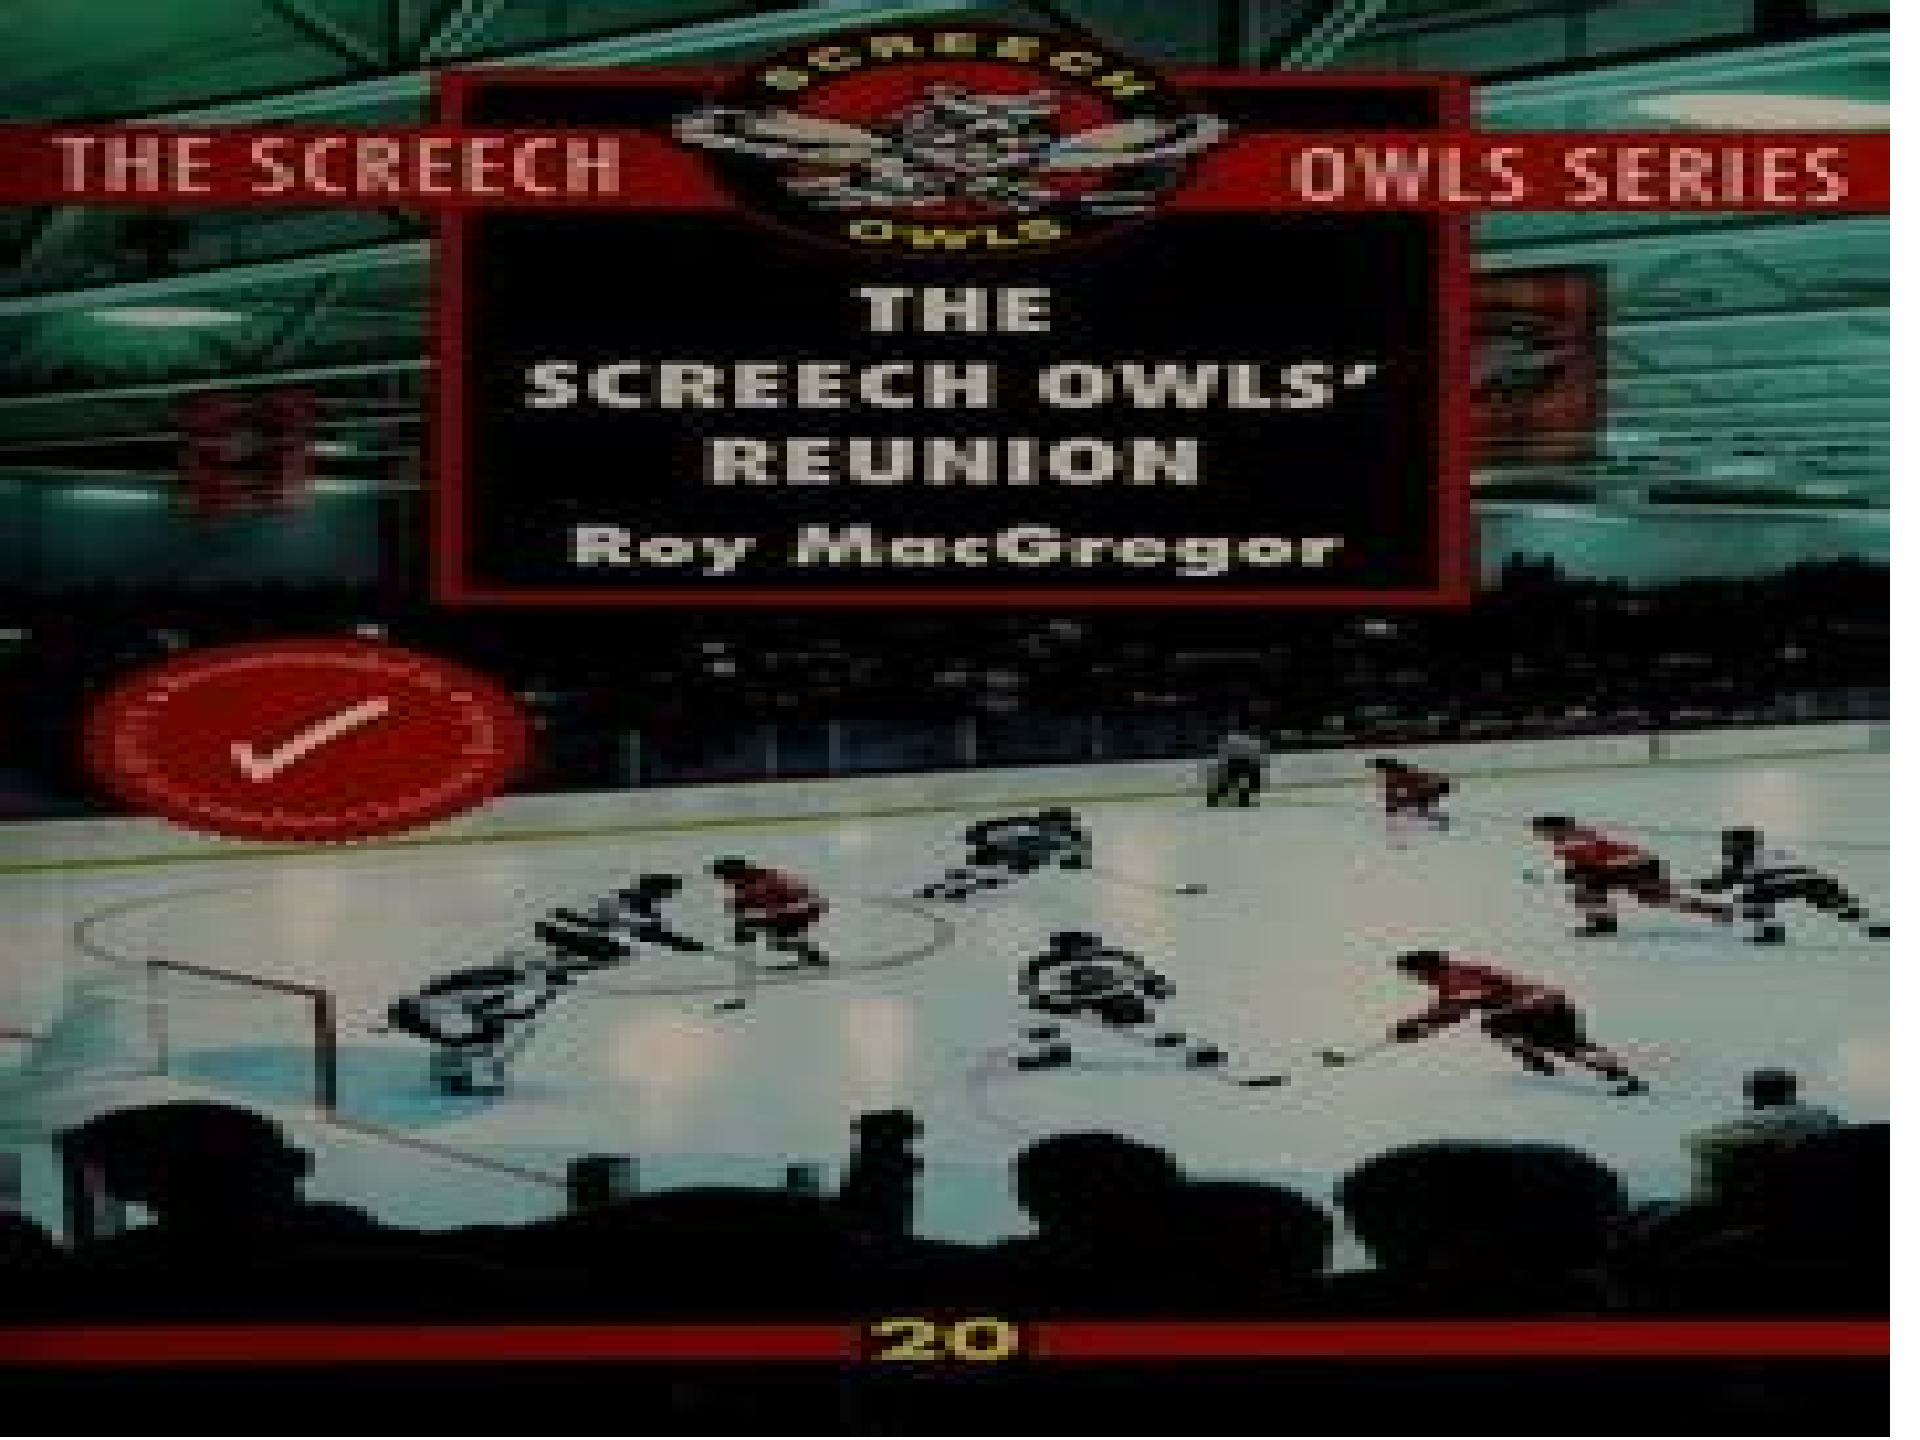 SCREECH
THE SCREECH OWLS SERIES
OWLS
THE
SCREECH OWLS'
REUNION
Roy MacGregor
20